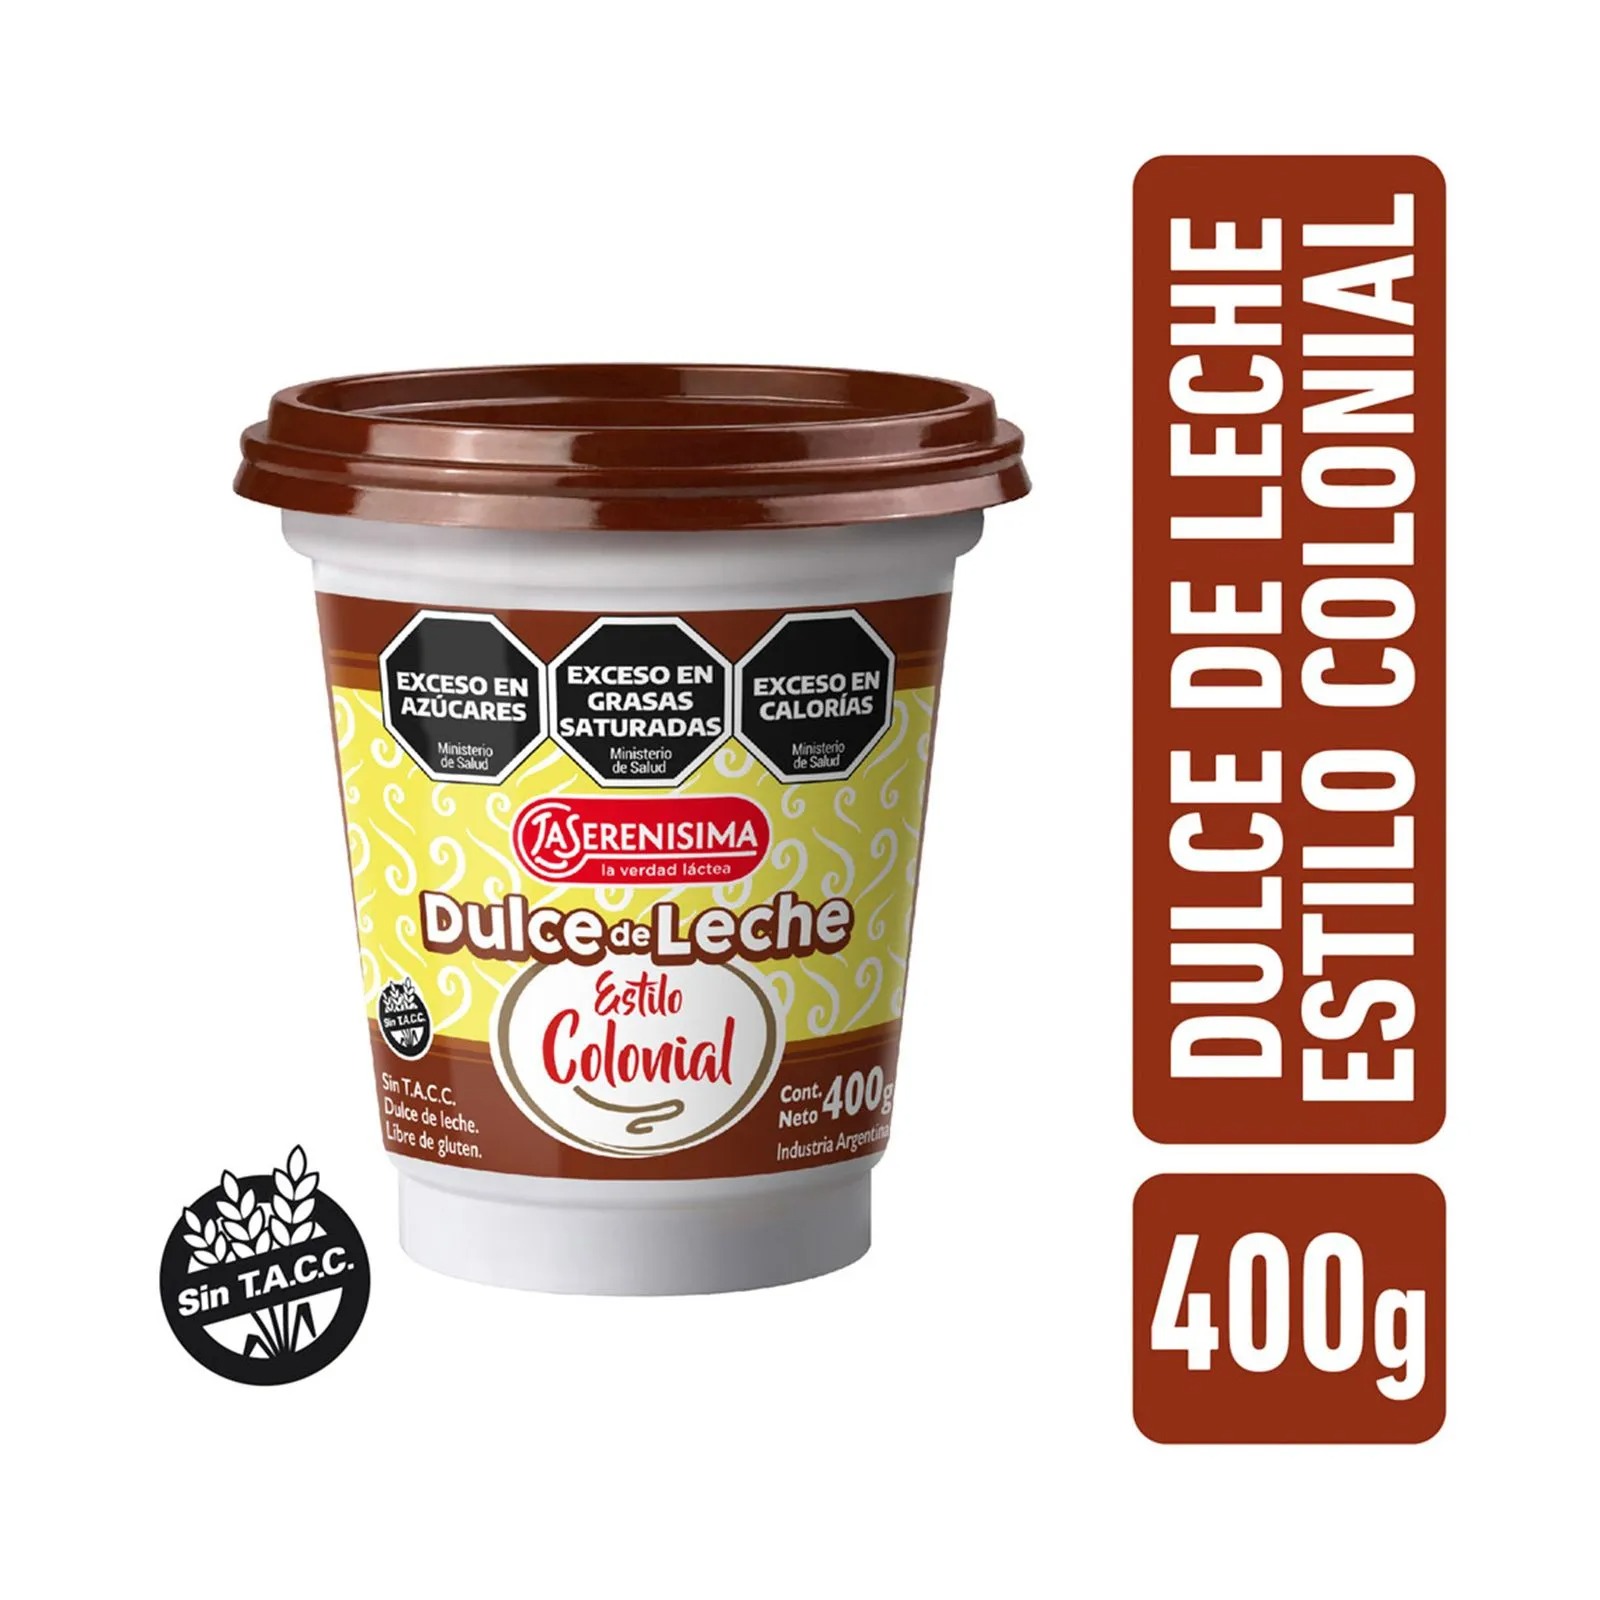 EXCESO EN
AZÚCARES
Ministerio
de Salud
EXCESO EN
GRASAS
SATURADAS
Ministerio
de Salud
EXCESO EN
CALORÍAS
Ministerio
de Salud
LASERENISIMA
la verdad láctea
Dulce de Leche
Estilo
Colonial
Sin T.A.C.C.
Sin T.A.C.C.
Dulce de leche.
Libre de gluten.
Cont.
Neto 400g
Industria Argentina
Sin T.A.C.C.
DULCE DE LECHE
ESTILO COLONIAL
400g